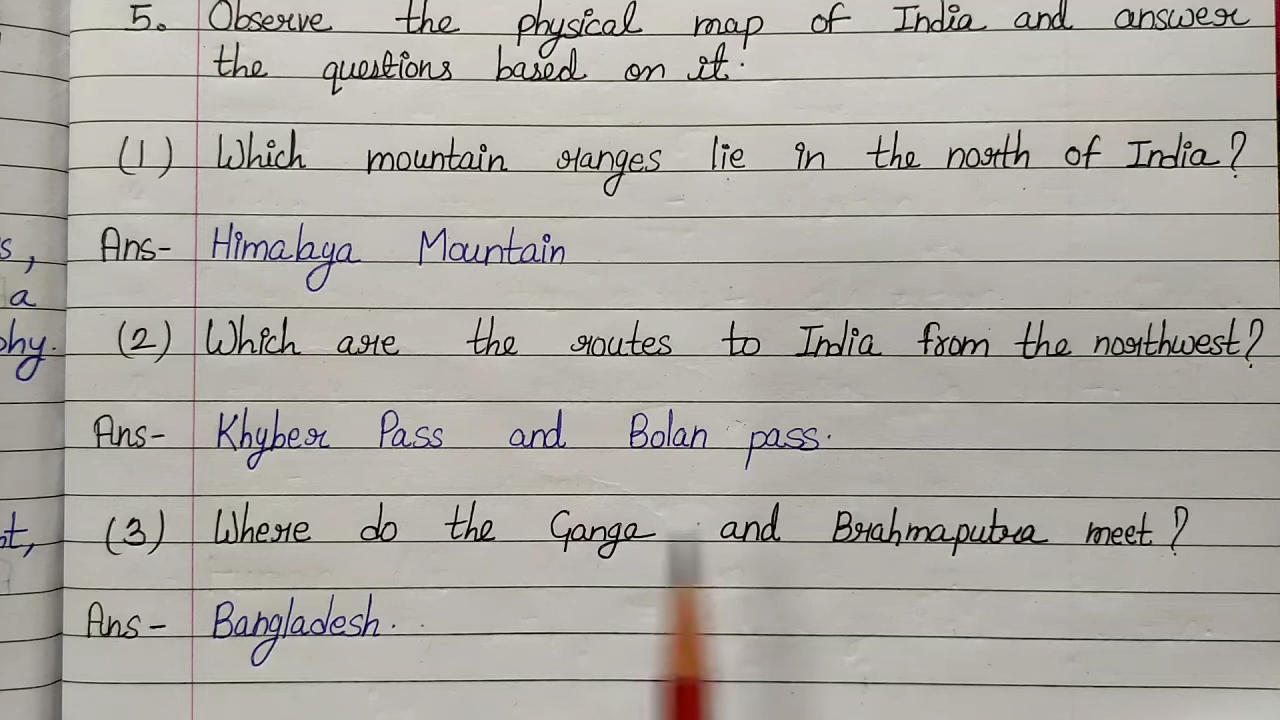 5. Observe the physical map of India and answer
the questions based on it.
(1) Which mountain ranges lie in the north of India?
s, Ans- Himalaya Mountain
a
phy. (2) Which are the routes to India from the northwest?
Ans- Khyber Pass and Bolan pass.
t, (3) Where do the Ganga and Brahmaputra meet?
Ans- Bangladesh.